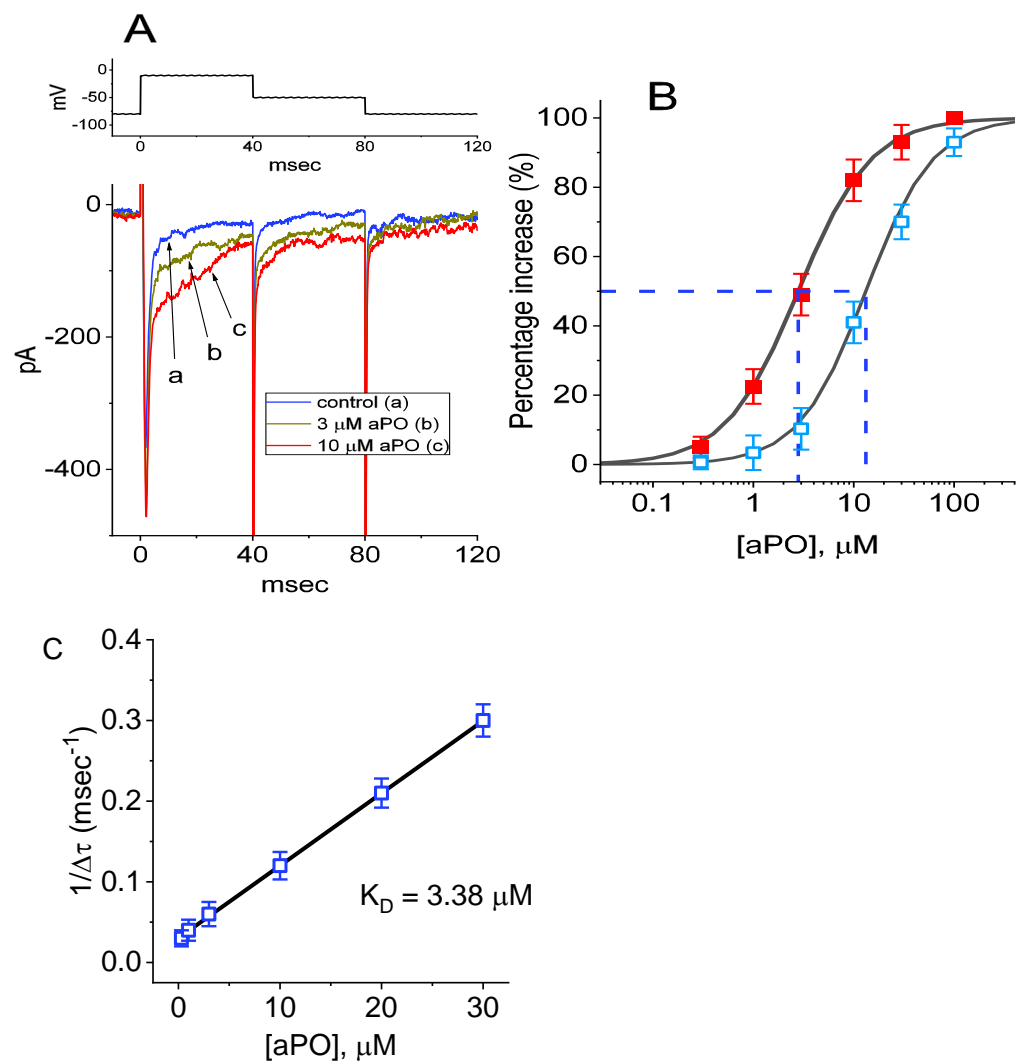 A
0
-50
-100
mV
0
40
80
120
msec
0
-200
-400
pA
a
b
c
control (a)
3 μM aPO (b)
10 μM aPO (c)
0
40
80
120
msec
B
100
80
60
40
20
0
Percentage increase (%)
0.1
1
10
100
[aPO], μM
C
0.4
0.3
0.2
0.1
0.0
1/Δτ (msec⁻¹)
K_D = 3.38 μM
0
10
20
30
[aPO], μM